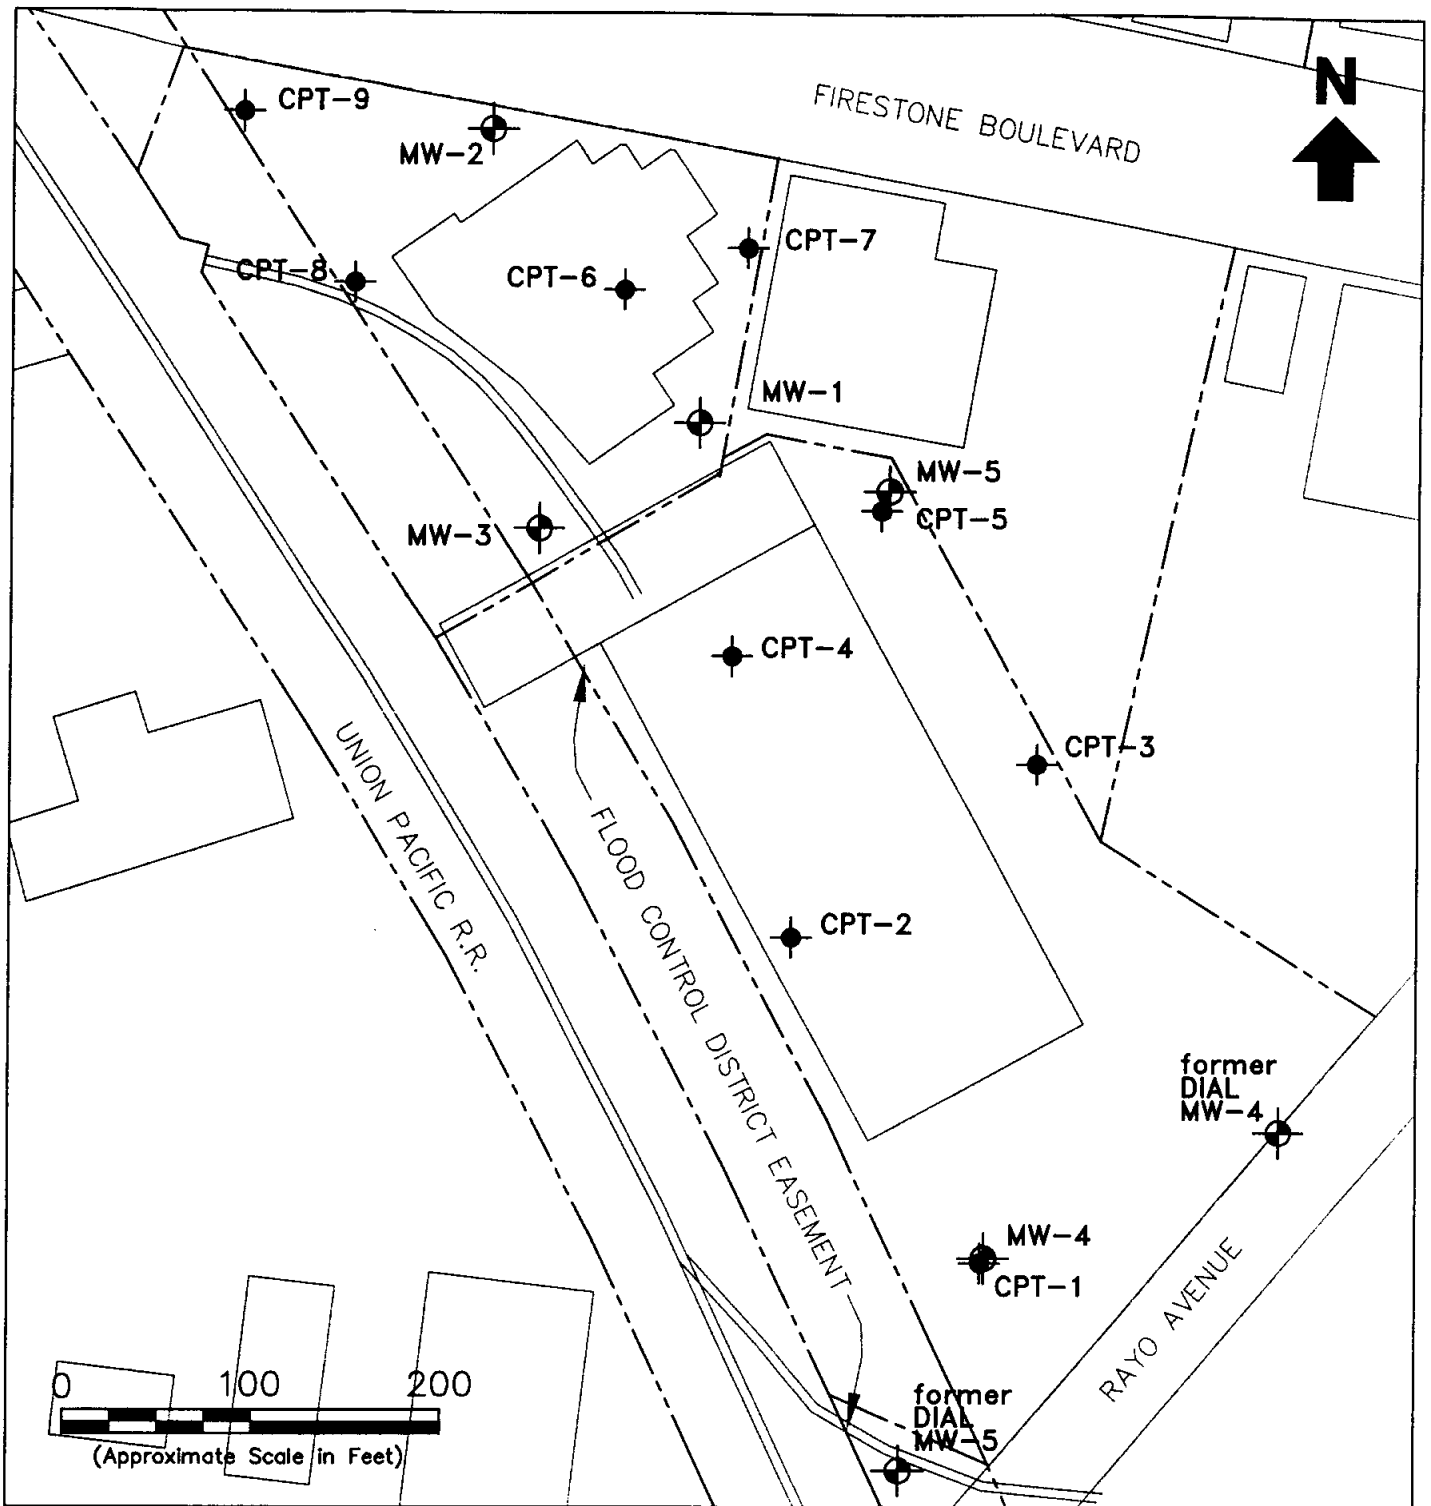 CPT-9
FIRESTONE BOULEVARD
N
MW-2
CPT-7
CPT-8
CPT-6
MW-1
MW-5
CPT-5
MW-3
CPT-4
CPT-3
UNION PACIFIC R.R.
FLOOD CONTROL DISTRICT EASEMENT
CPT-2
former
DIAL
MW-4
MW-4
CPT-1
RAYO AVENUE
0 100 200
(Approximate Scale in Feet)
former
DIAL
MW-5